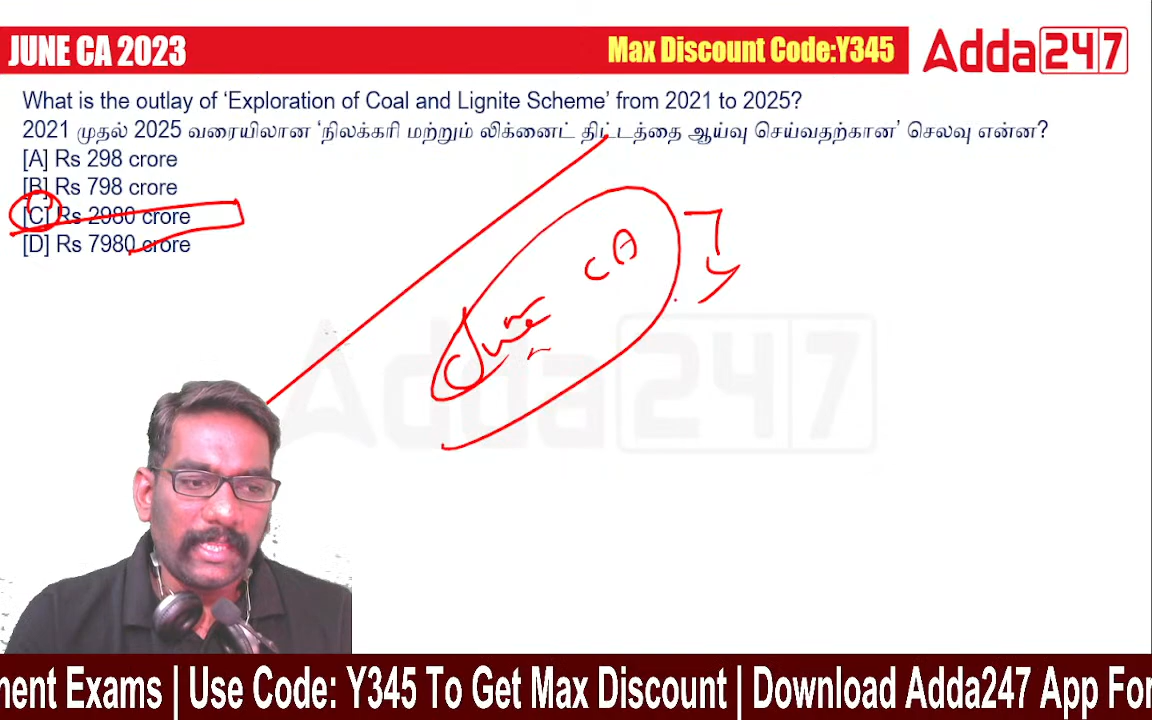 JUNE CA 2023
Max Discount Code:Y345
Adda247
What is the outlay of ‘Exploration of Coal and Lignite Scheme’ from 2021 to 2025?
2021 முதல் 2025 வரையிலான ‘நிலக்கரி மற்றும் லிக்னைட் திட்டத்தை ஆய்வு செய்வதற்கான’ செலவு என்ன?
[A] Rs 298 crore
[B] Rs 798 crore
[C] Rs 2980 crore
[D] Rs 7980 crore
June CA
Adda247
nent Exams | Use Code: Y345 To Get Max Discount | Download Adda247 App For